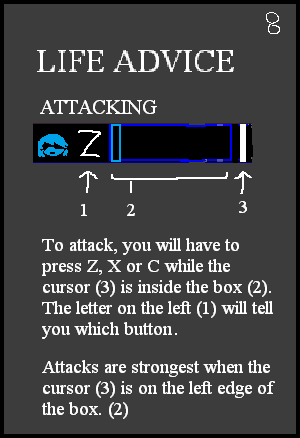 8
LIFE ADVICE
ATTACKING
Z
1 2 3
To attack, you will have to
press Z, X or C while the
cursor (3) is inside the box (2).
The letter on the left (1) will tell
you which button.
Attacks are strongest when the
cursor (3) is on the left edge of
the box. (2)